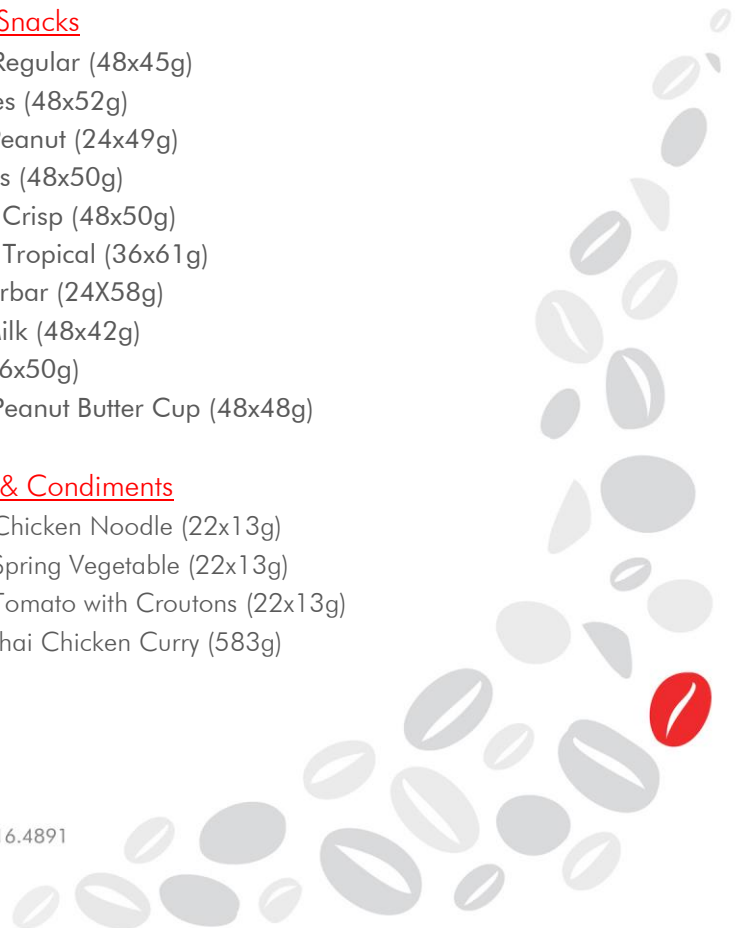 Snacks
Regular (48x45g)
es (48x52g)
Peanut (24x49g)
s (48x50g)
Crisp (48x50g)
Tropical (36x61g)
rbar (24X58g)
ilk (48x42g)
6x50g)
Peanut Butter Cup (48x48g)
& Condiments
Chicken Noodle (22x13g)
Spring Vegetable (22x13g)
Tomato with Croutons (22x13g)
hai Chicken Curry (583g)
16.4891